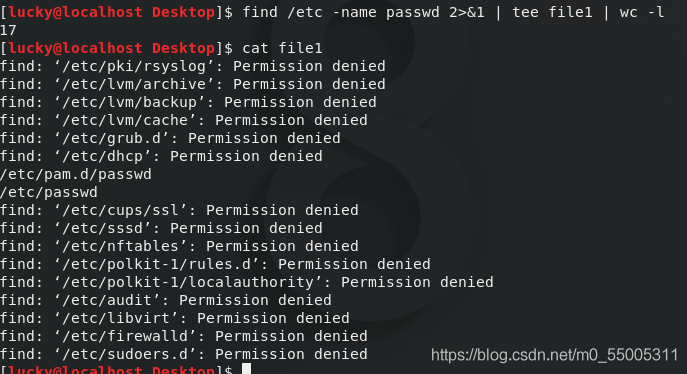 [lucky@localhost Desktop]$ find /etc -name passwd 2>&1 | tee file1 | wc -l
17
[lucky@localhost Desktop]$ cat file1
find: ‘/etc/pki/rsyslog’: Permission denied
find: ‘/etc/lvm/archive’: Permission denied
find: ‘/etc/lvm/backup’: Permission denied
find: ‘/etc/lvm/cache’: Permission denied
find: ‘/etc/grub.d’: Permission denied
find: ‘/etc/dhcp’: Permission denied
/etc/pam.d/passwd
/etc/passwd
find: ‘/etc/cups/ssl’: Permission denied
find: ‘/etc/sssd’: Permission denied
find: ‘/etc/nftables’: Permission denied
find: ‘/etc/polkit-1/rules.d’: Permission denied
find: ‘/etc/polkit-1/localauthority’: Permission denied
find: ‘/etc/audit’: Permission denied
find: ‘/etc/libvirt’: Permission denied
find: ‘/etc/firewalld’: Permission denied
find: ‘/etc/sudoers.d’: Permission denied
[lucky@localhost Desktop]$
https://blog.csdn.net/m0_55005311